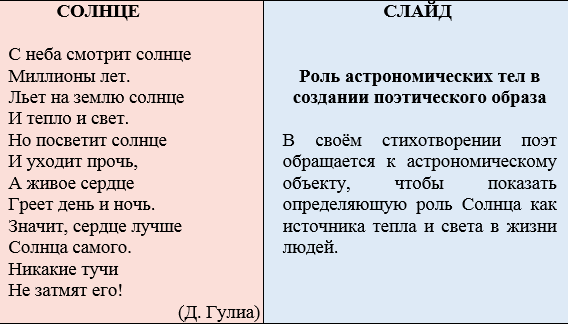 СОЛНЦЕ
С неба смотрит солнце
Миллионы лет.
Льет на землю солнце
И тепло и свет.
Но посветит солнце
И уходит прочь,
А живое сердце
Греет день и ночь.
Значит, сердце лучше
Солнца самого.
Никакие тучи
Не затмят его!
(Д. Гулиа)
СЛАЙД
Роль астрономических тел в
создании поэтического образа
В своём стихотворении поэт
обращается к астрономическому
объекту, чтобы показать
определяющую роль Солнца как
источника тепла и света в жизни
людей.